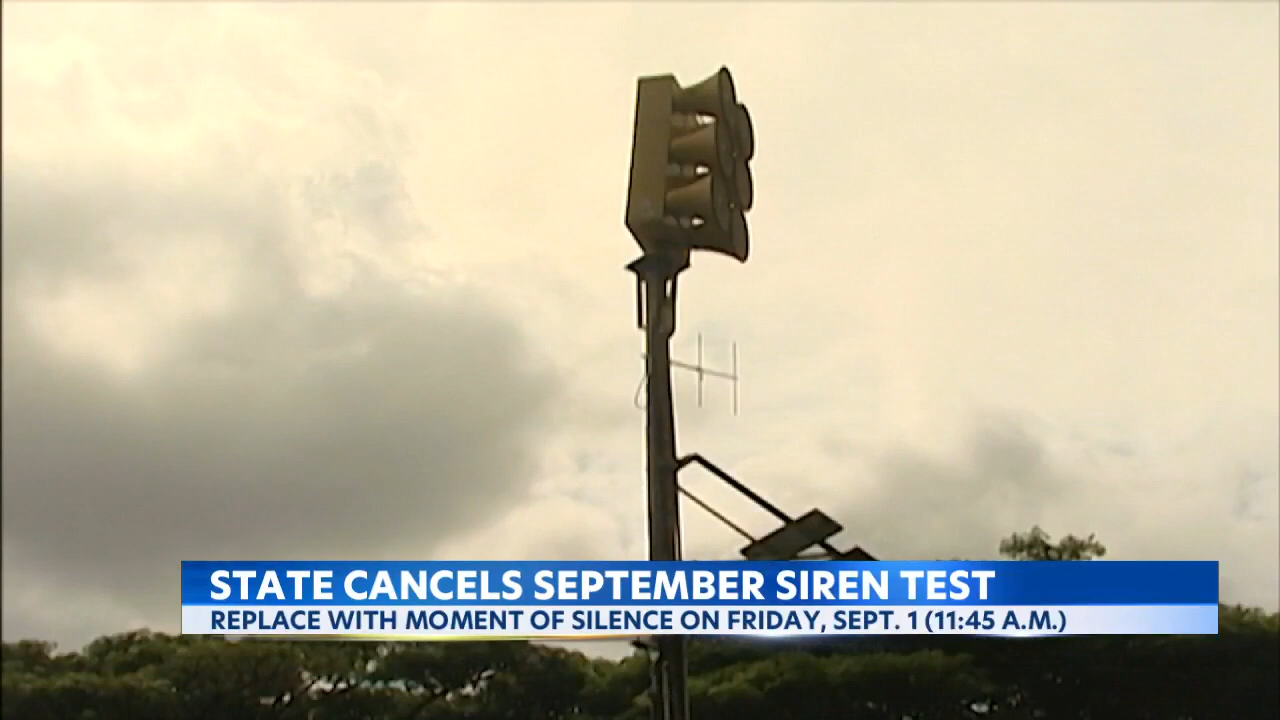 STATE CANCELS SEPTEMBER SIREN TEST
REPLACE WITH MOMENT OF SILENCE ON FRIDAY, SEPT. 1 (11:45 A.M.)